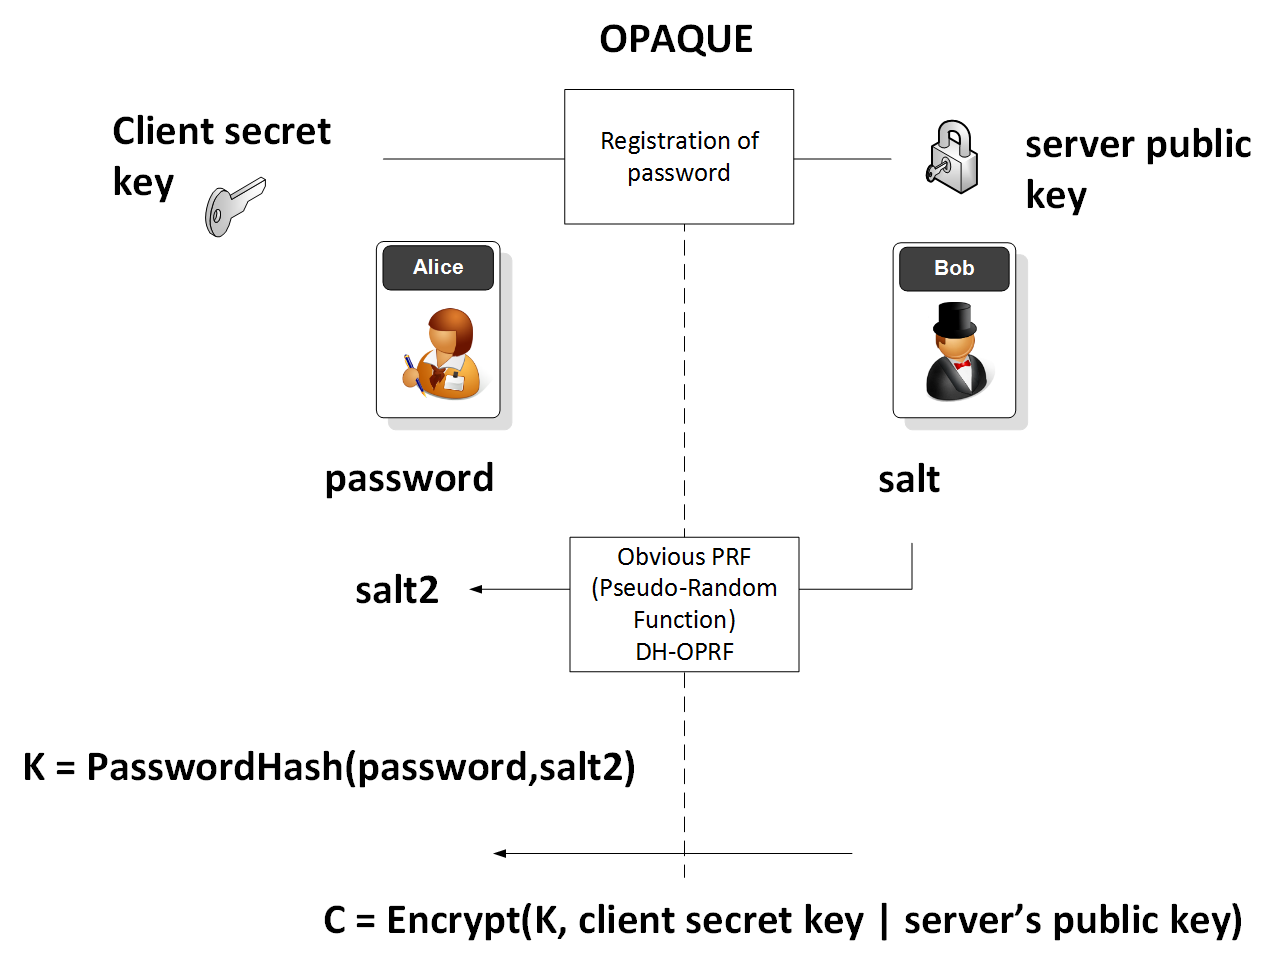 OPAQUE
Client secret
key
Registration of
password
server public
key
Alice
Bob
password
salt
salt2
Obvious PRF
(Pseudo-Random
Function)
DH-OPRF
K = PasswordHash(password,salt2)
C = Encrypt(K, client secret key | server’s public key)